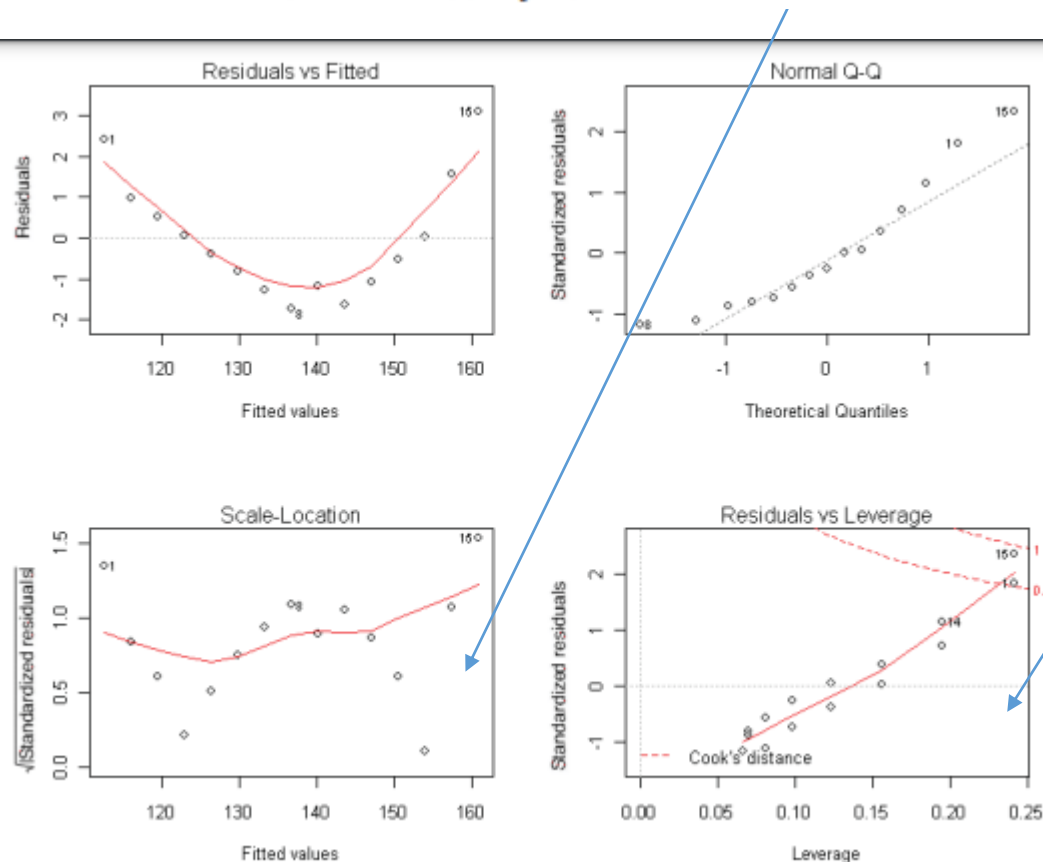 Residuals vs Fitted
Residuals
3
2
1
0
-1
-2
1
15
8
120 130 140 150 160
Fitted values
Normal Q-Q
Standardized residuals
2
1
0
-1
15
1
8
-1 0 1
Theoretical Quantiles
Scale-Location
√|Standardized residuals|
1.5
1.0
0.5
0.0
1
15
8
120 130 140 150 160
Fitted values
Residuals vs Leverage
Standardized residuals
2
1
0
-1
15
1
14
1
0.
Cook's distance
0.00 0.05 0.10 0.15 0.20 0.25
Leverage